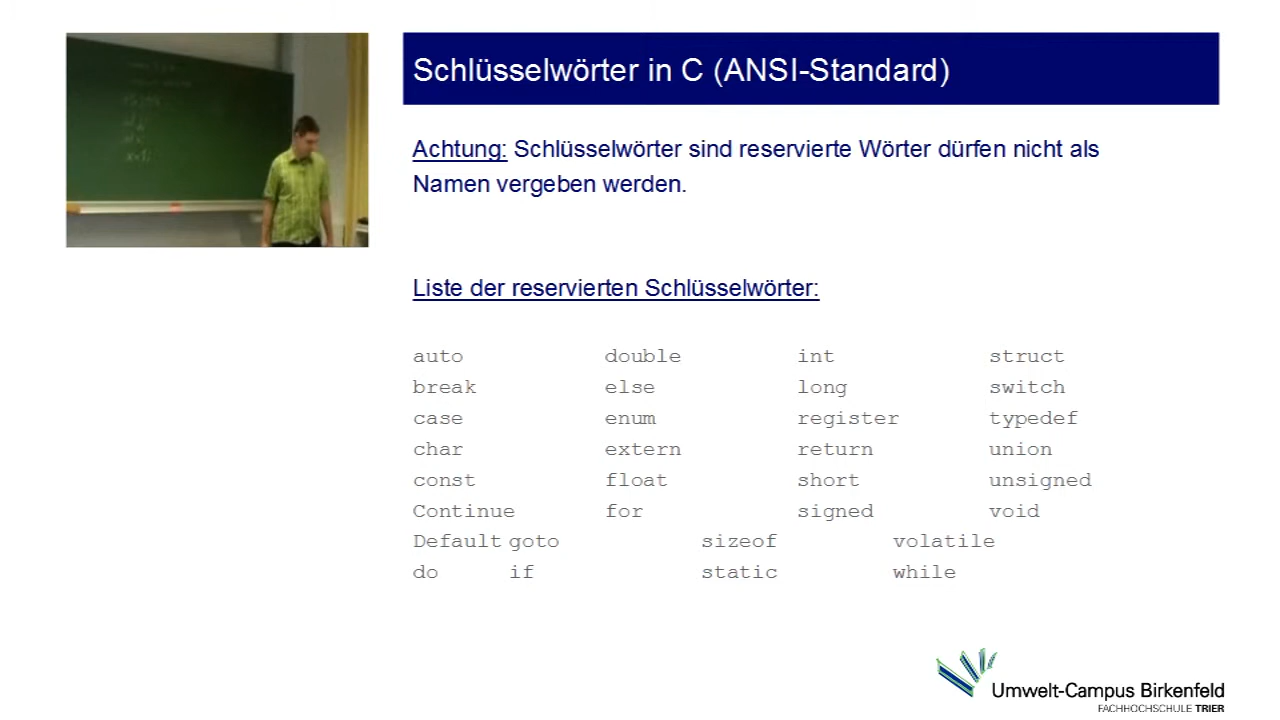 Schlüsselwörter in C (ANSI-Standard)
Achtung: Schlüsselwörter sind reservierte Wörter dürfen nicht als
Namen vergeben werden.
Liste der reservierten Schlüsselwörter:
auto double int struct
break else long switch
case enum register typedef
char extern return union
const float short unsigned
Continue for signed void
Default goto sizeof volatile
do if static while
Umwelt-Campus Birkenfeld
FACHHOCHSCHULE TRIER